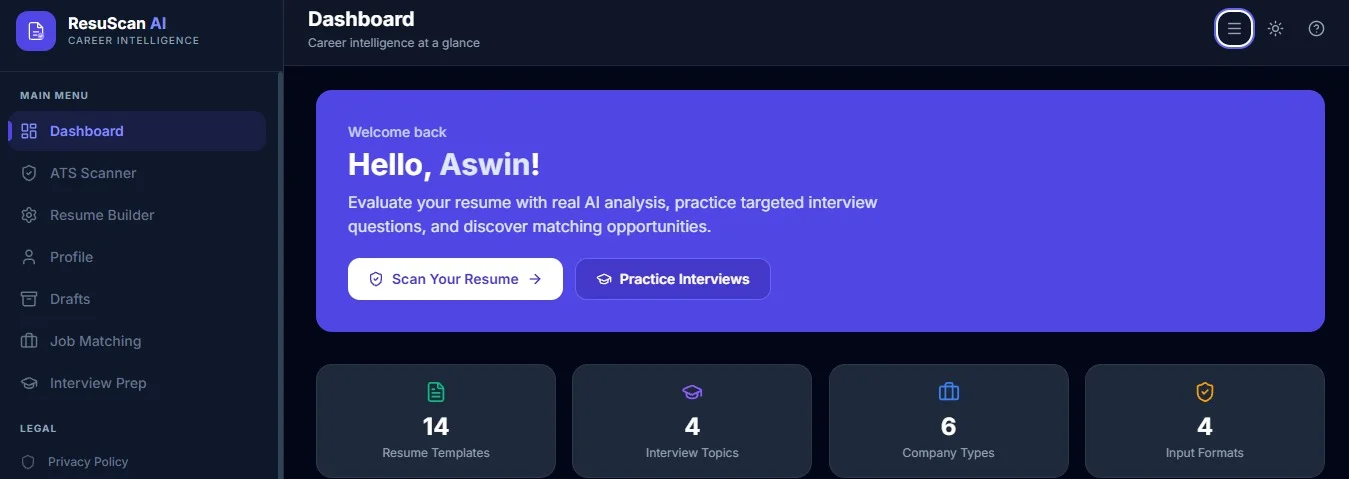 ResuScan AI
CAREER INTELLIGENCE
MAIN MENU
Dashboard
ATS Scanner
Resume Builder
Profile
Drafts
Job Matching
Interview Prep
LEGAL
Privacy Policy
Dashboard
Career intelligence at a glance
Welcome back
Hello, Aswin!
Evaluate your resume with real AI analysis, practice targeted interview
questions, and discover matching opportunities.
Scan Your Resume
Practice Interviews
14
Resume Templates
4
Interview Topics
6
Company Types
4
Input Formats